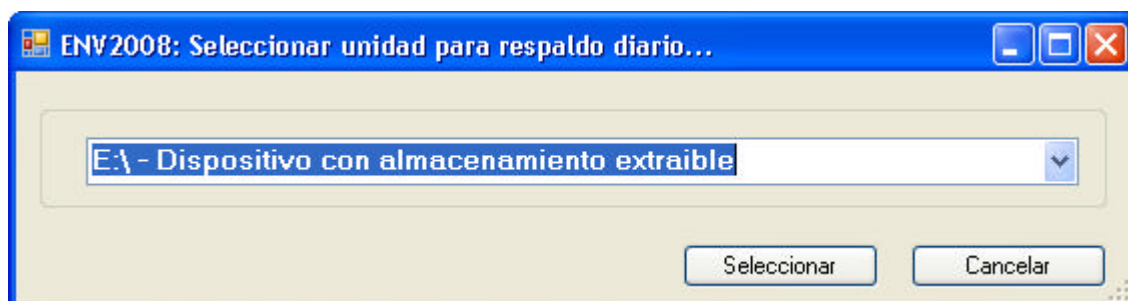 ENV2008: Seleccionar unidad para respaldo diario...
E:\ - Dispositivo con almacenamiento extraible
Seleccionar Cancelar